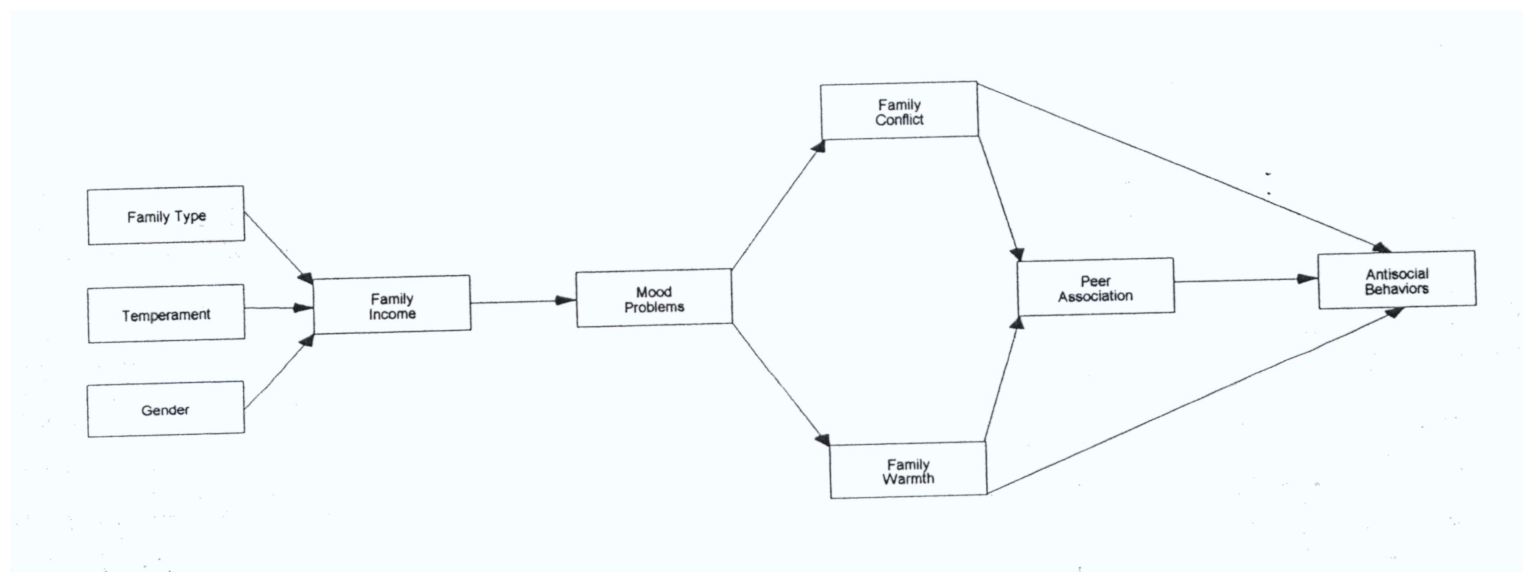 Family Type
Temperament
Gender
Family
Income
Mood
Problems
Family
Conflict
Family
Warmth
Peer
Association
Antisocial
Behaviors